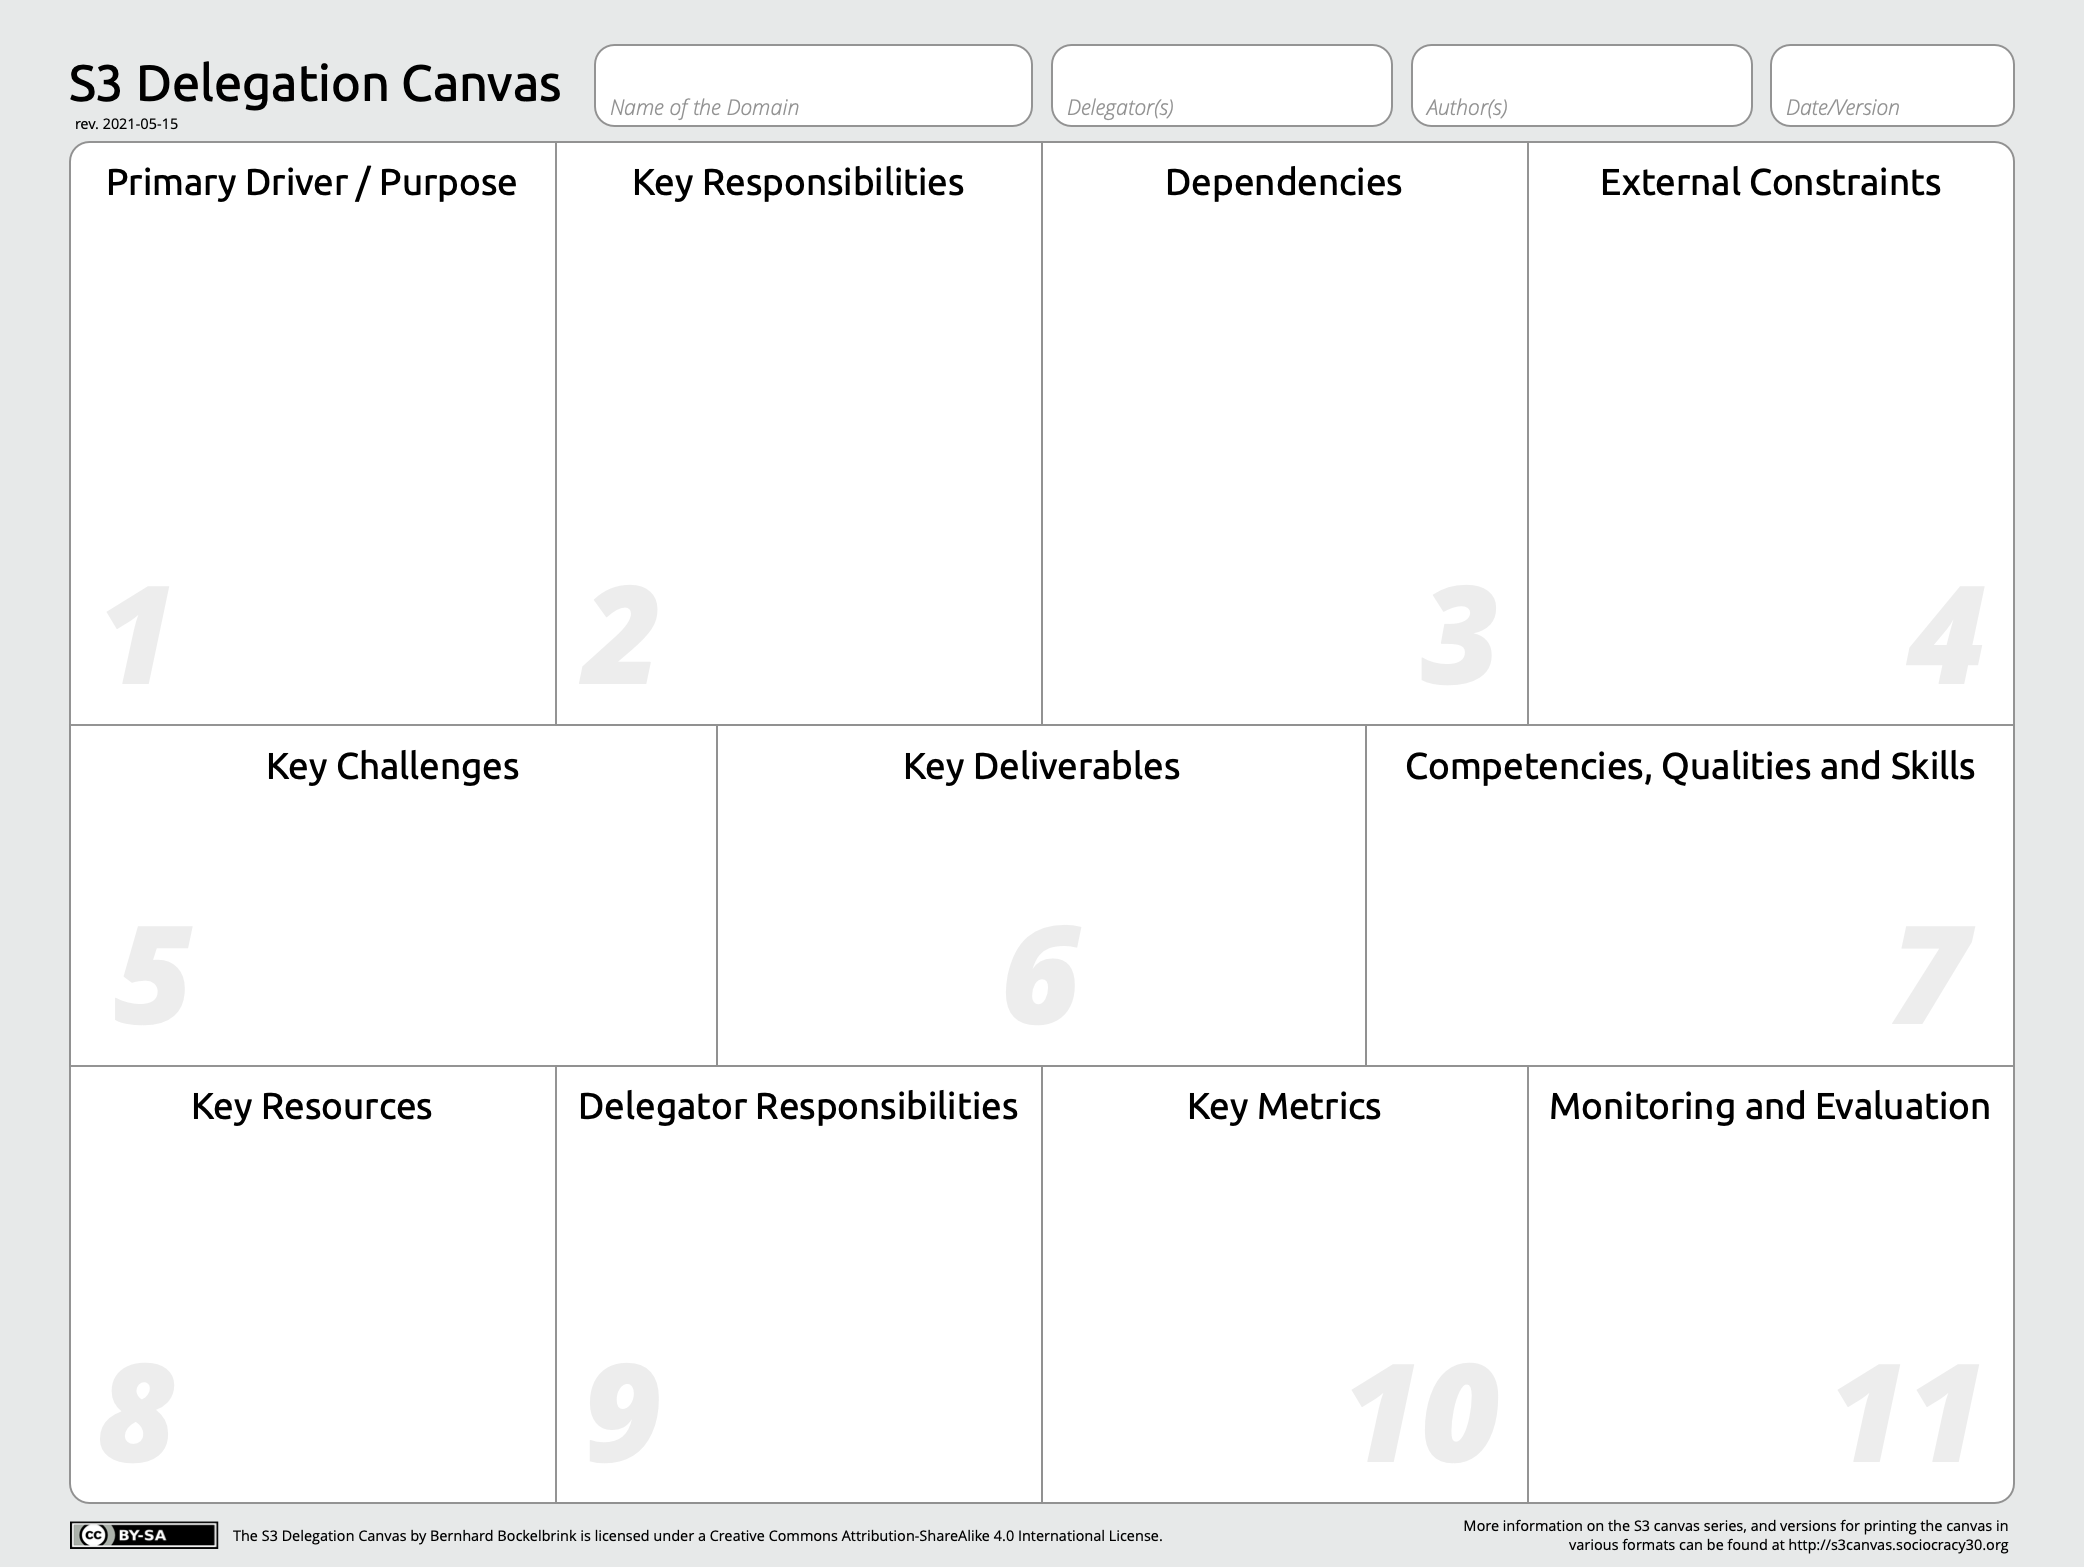 S3 Delegation Canvas
rev. 2021-05-15
Name of the Domain
Delegator(s)
Author(s)
Date/Version
Primary Driver / Purpose
1
Key Responsibilities
2
Dependencies
3
External Constraints
4
Key Challenges
5
Key Deliverables
6
Competencies, Qualities and Skills
7
Key Resources
8
Delegator Responsibilities
9
Key Metrics
10
Monitoring and Evaluation
11
cc BY-SA
The S3 Delegation Canvas by Bernhard Bockelbrink is licensed under a Creative Commons Attribution-ShareAlike 4.0 International License.
More information on the S3 canvas series, and versions for printing the canvas in
various formats can be found at http://s3canvas.sociocracy30.org